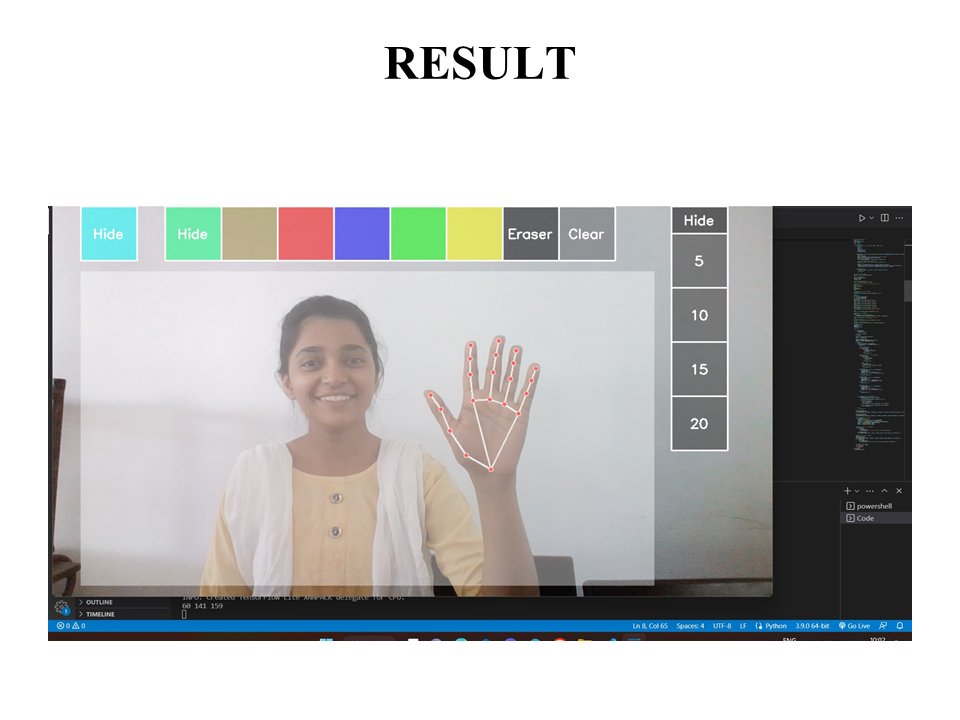 RESULT
Hide Hide Eraser Clear Hide
5
10
15
20
powershell
Code
OUTLINE
INFO: Created TensorFlow Lite XNNPACK delegate for CPU.
60 141 159
TIMELINE
0 0 Ln 8, Col 65 Spaces: 4 UTF-8 LF Python 3.9.0 64-bit Go Live
ENG 10:02